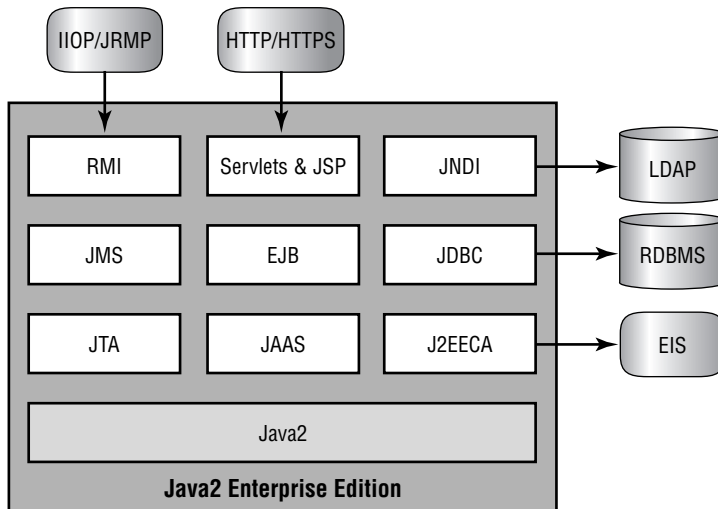 IIOP/JRMP
HTTP/HTTPS
RMI
Servlets & JSP
JNDI
LDAP
JMS
EJB
JDBC
RDBMS
JTA
JAAS
J2EECA
EIS
Java2
Java2 Enterprise Edition